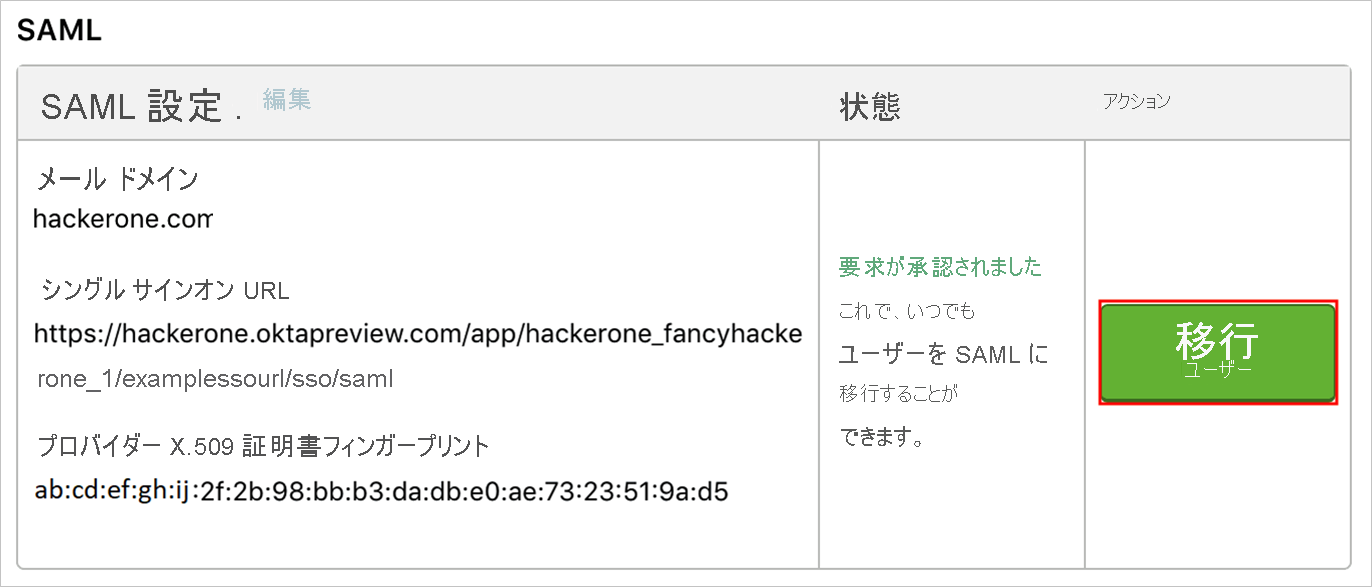 SAML
SAML 設定 . 編集
状態
アクション
メール ドメイン
hackerone.com
シングル サインオン URL
https://hackerone.oktapreview.com/app/hackerone_fancyhacke
rone_1/examplessourl/sso/saml
プロバイダー X.509 証明書フィンガープリント
ab:cd:ef:gh:ij:2f:2b:98:bb:b3:da:db:e0:ae:73:23:51:9a:d5
要求が承認されました
これで、いつでも
ユーザーを SAML に
移行することが
できます。
移行
ユーザー